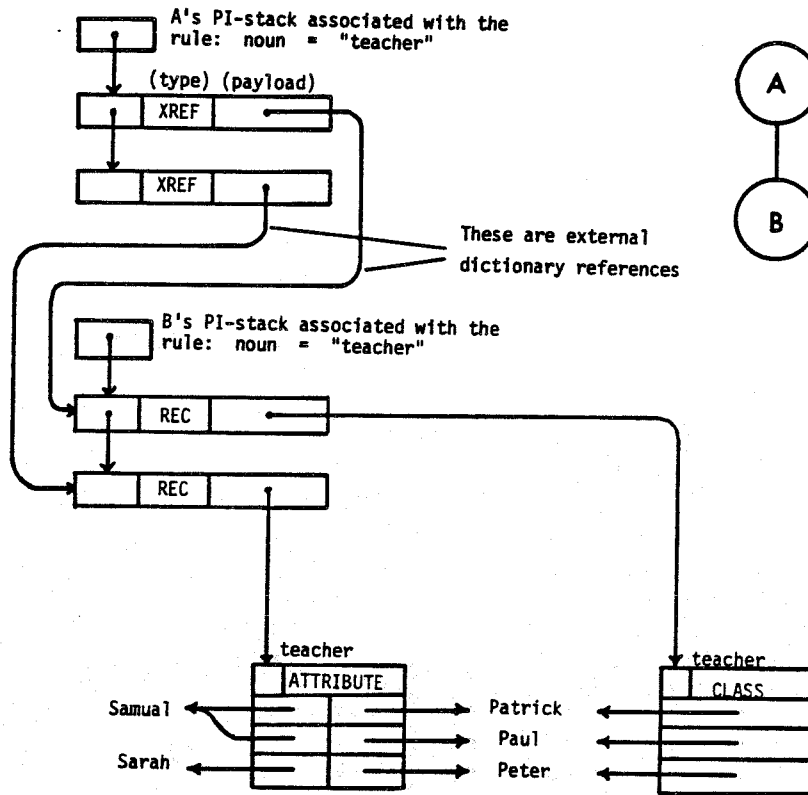 A's PI-stack associated with the
rule: noun = "teacher"
(type) (payload)
XREF
XREF
A
B
These are external
dictionary references
B's PI-stack associated with the
rule: noun = "teacher"
REC
REC
teacher
ATTRIBUTE
teacher
CLASS
Samual
Patrick
Paul
Sarah
Peter